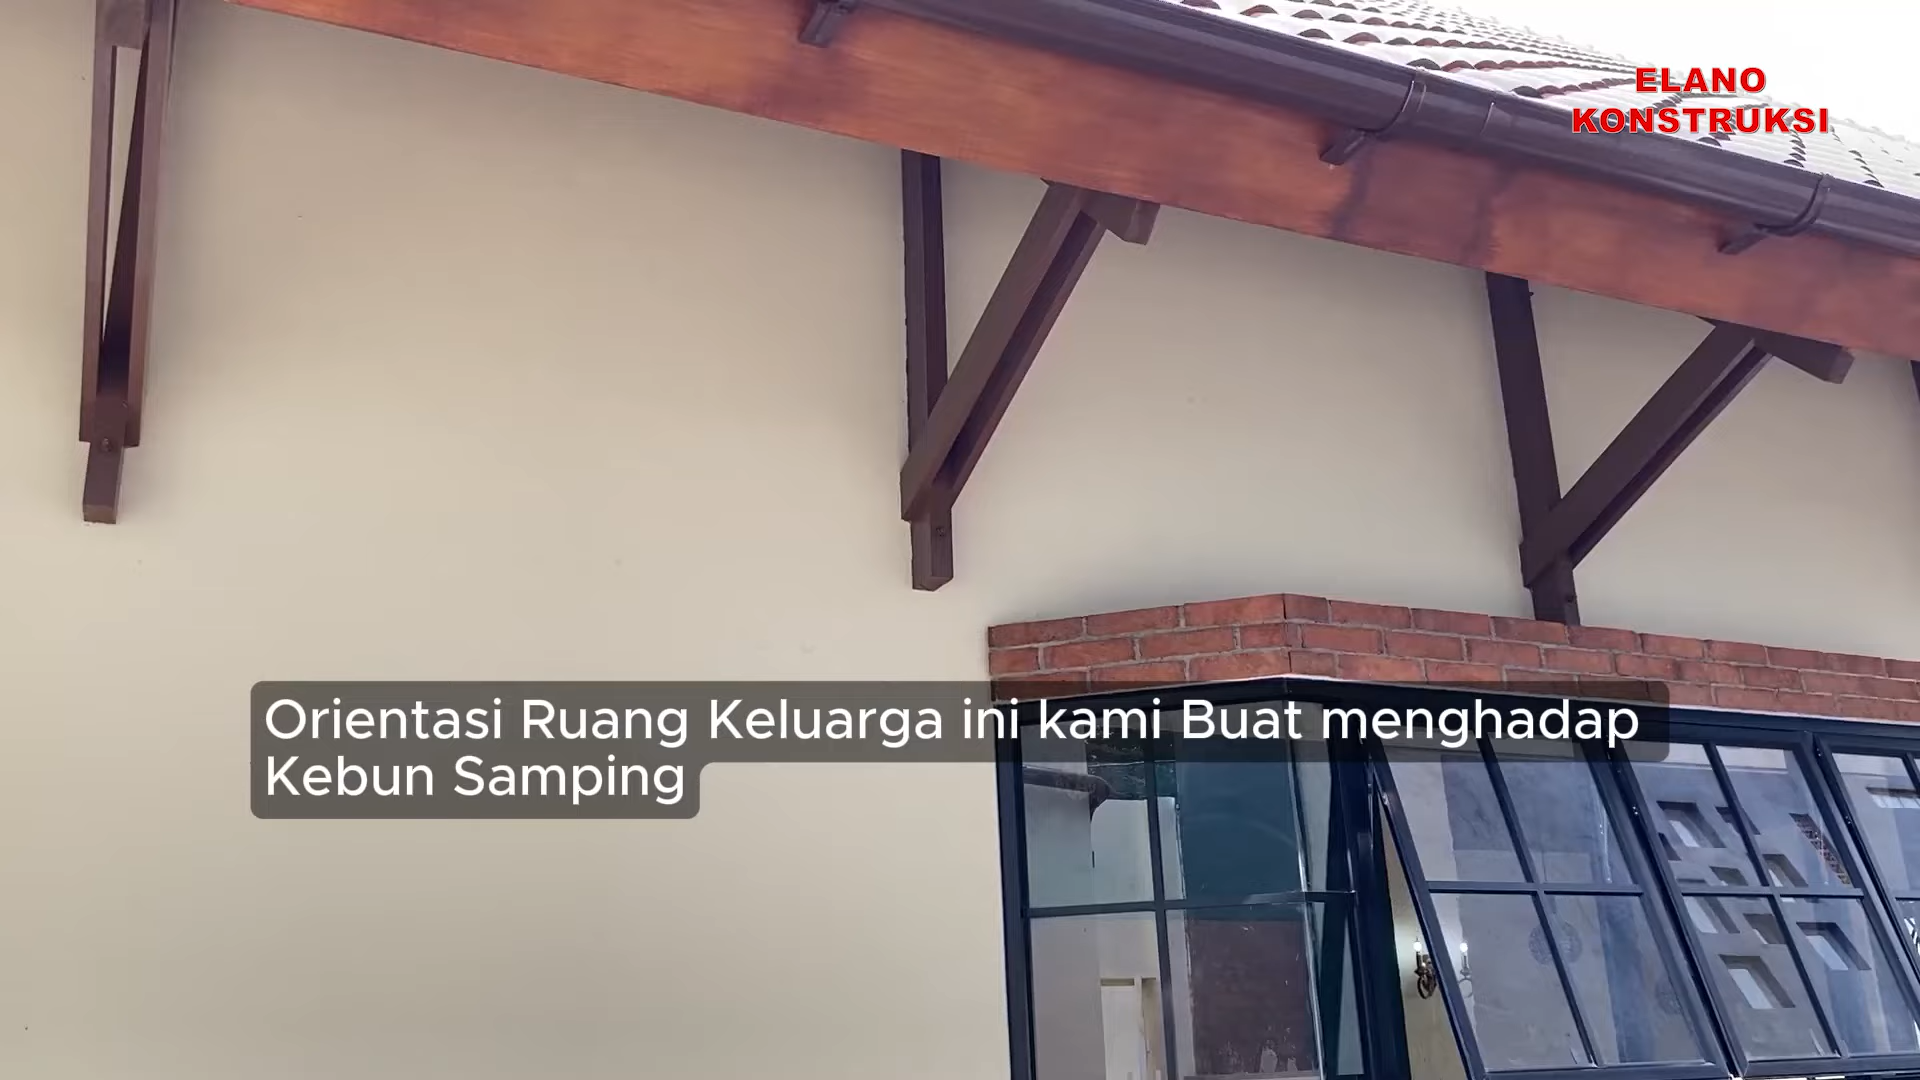 ELANO
KONSTRUKSI
Orientasi Ruang Keluarga ini kami Buat menghadap
Kebun Samping